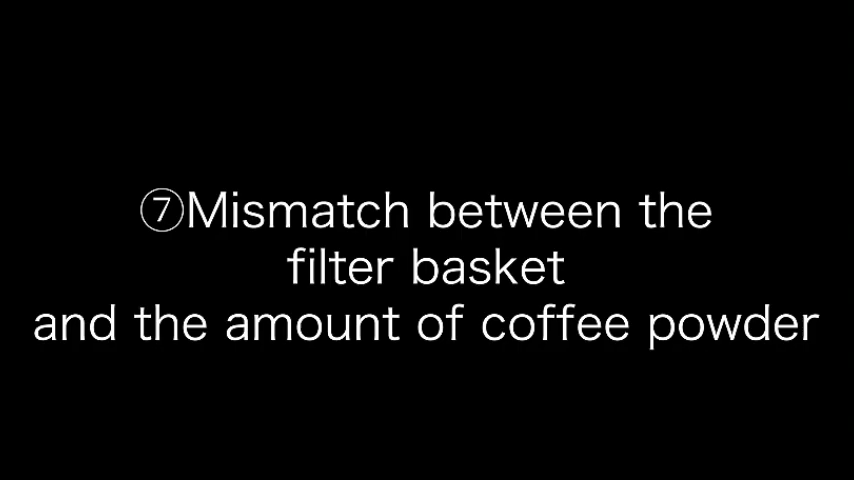 ⑦Mismatch between the
filter basket
and the amount of coffee powder